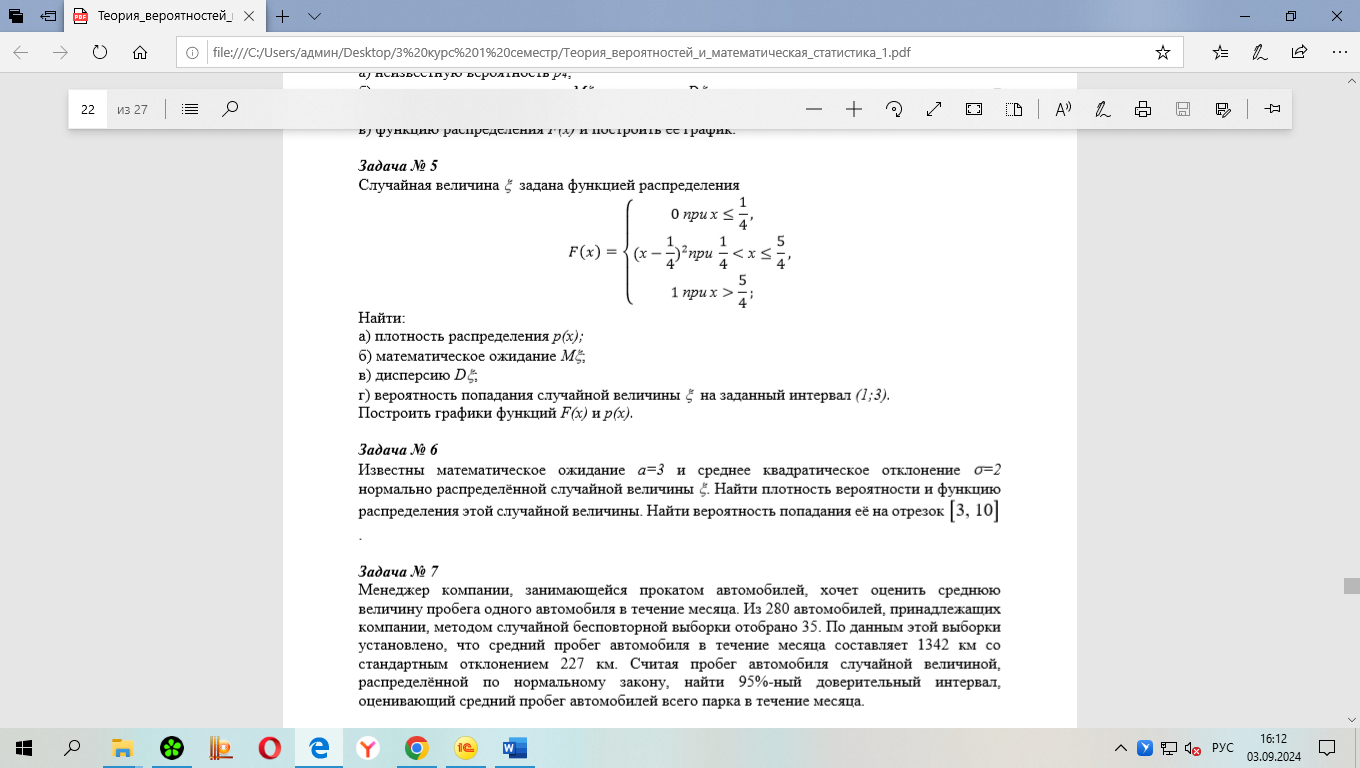 Теория_вероятностей_
file:///C:/Users/админ/Desktop/3%20курс%201%20семестр/Теория_вероятностей_и_математическая_статистика_1.pdf
а) неизвестную вероятность p₄;
22 из 27
в) функцию распределения F(x) и построить её график.
Задача № 5
Случайная величина ξ задана функцией распределения
0 при x ≤ 1/4,
F(x) = { (x − 1/4)² при 1/4 < x ≤ 5/4,
1 при x > 5/4;
Найти:
а) плотность распределения p(x);
б) математическое ожидание Mξ;
в) дисперсию Dξ;
г) вероятность попадания случайной величины ξ на заданный интервал (1;3).
Построить графики функций F(x) и p(x).
Задача № 6
Известны математическое ожидание a=3 и среднее квадратическое отклонение σ=2
нормально распределённой случайной величины ξ. Найти плотность вероятности и функцию
распределения этой случайной величины. Найти вероятность попадания её на отрезок [3, 10]
.
Задача № 7
Менеджер компании, занимающейся прокатом автомобилей, хочет оценить среднюю
величину пробега одного автомобиля в течение месяца. Из 280 автомобилей, принадлежащих
компании, методом случайной бесповторной выборки отобрано 35. По данным этой выборки
установлено, что средний пробег автомобиля в течение месяца составляет 1342 км со
стандартным отклонением 227 км. Считая пробег автомобиля случайной величиной,
распределённой по нормальному закону, найти 95%-ный доверительный интервал,
оценивающий средний пробег автомобилей всего парка в течение месяца.
РУС
16:12
03.09.2024